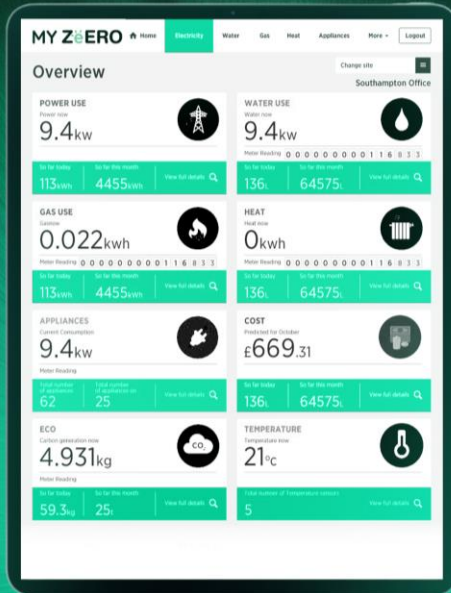 MY ZëERO Home Electricity Water Gas Heat Appliances More Logout
Overview
Change site
Southampton Office
POWER USE
Power now
9.4kw
So far today So far this month
113kWh 4455kWh View full details
WATER USE
Water now
9.4kw
Meter Reading 0 0 0 0 0 0 0 0 0 1 1 6 8 3 3
So far today So far this month
136L 64575L View full details
GAS USE
Gasnow
0.022kwh
Meter Reading 0 0 0 0 0 0 0 0 0 1 1 6 8 3 3
So far today So far this month
113kWh 4455kWh View full details
HEAT
Heat now
0kwh
Meter Reading 0 0 0 0 0 0 0 0 0 1 1 6 8 3 3
So far today So far this month
136L 64575L View full details
APPLIANCES
Current Consumption
9.4kw
Meter Reading
Total number of appliances
Total number of appliances on
62 25 View full details
COST
Predicted for October
£669.31
So far today So far this month
136L 64575L View full details
ECO
Carbon generation now
CO2
4.931kg
Meter Reading
So far today So far this month
59.3kg 25t View full details
TEMPERATURE
Temperature now
21°c
Total number of Temperature sensors
5 View full details